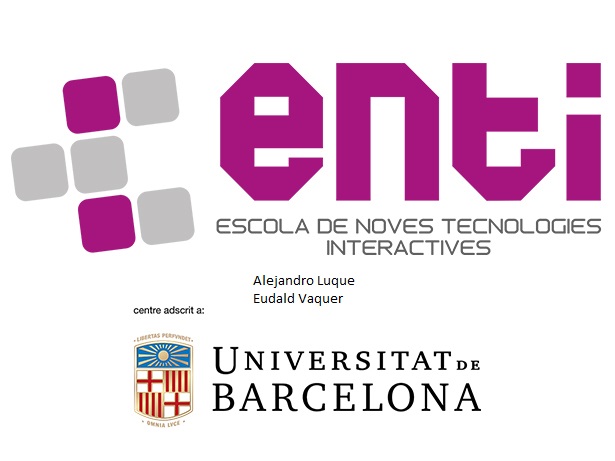 enti
ESCOLA DE NOVES TECNOLOGIES
INTERACTIVES
Alejandro Luque
Eudald Vaquer
centre adscrit a:
LIBERTAS PERFVNDET
OMNIA LVCE
UNIVERSITAT DE
BARCELONA